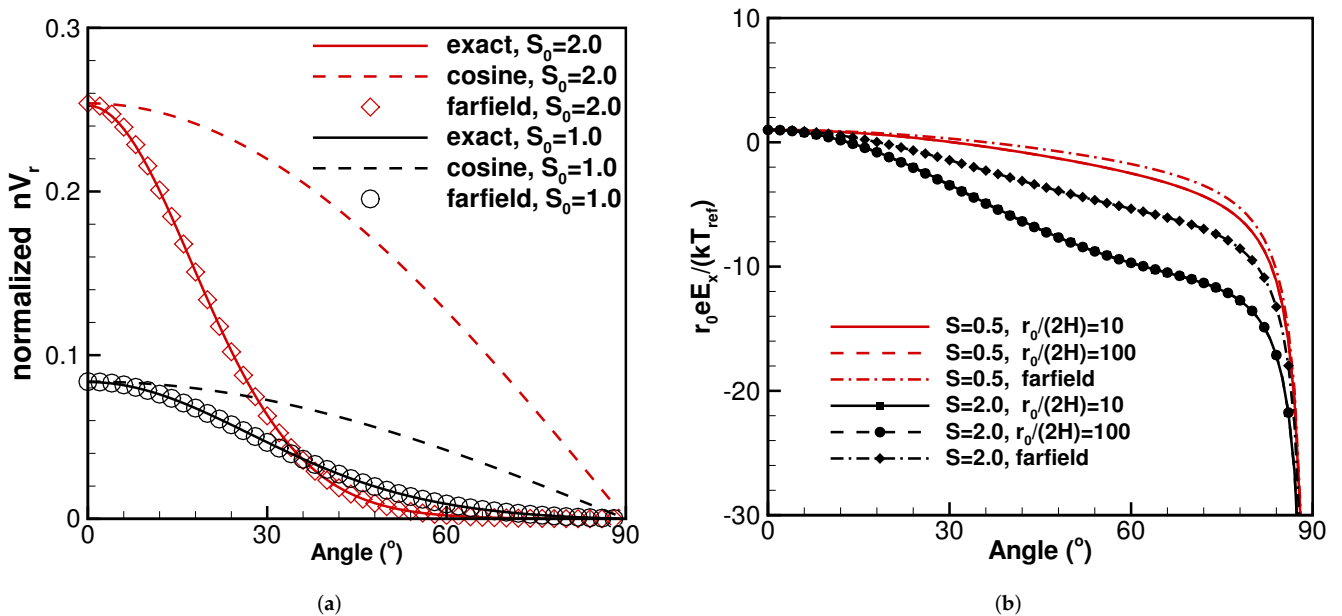 0.3
0.2
0.1
0
0
30
60
90
normalized nVr
Angle (o)
exact, S0=2.0
cosine, S0=2.0
farfield, S0=2.0
exact, S0=1.0
cosine, S0=1.0
farfield, S0=1.0
(a)
10
0
-10
-20
-30
0
30
60
90
r0eEx/(kTref)
Angle (o)
S=0.5, r0/(2H)=10
S=0.5, r0/(2H)=100
S=0.5, farfield
S=2.0, r0/(2H)=10
S=2.0, r0/(2H)=100
S=2.0, farfield
(b)